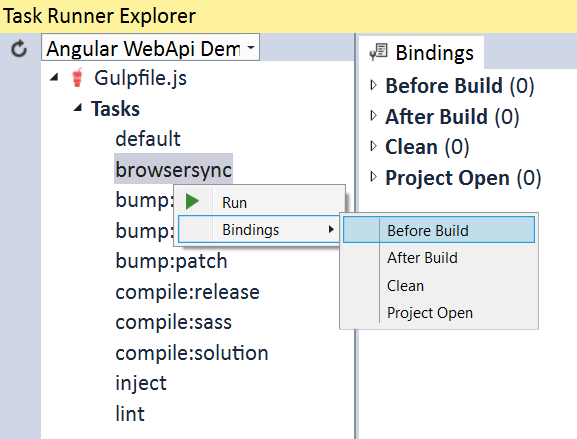 Task Runner Explorer
Angular WebApi Dem
Gulpfile.js
Tasks
default
browsersync
bump:
bump:
bump:patch
compile:release
compile:sass
compile:solution
inject
lint
Run
Bindings
Before Build
After Build
Clean
Project Open
Bindings
Before Build (0)
After Build (0)
Clean (0)
Project Open (0)